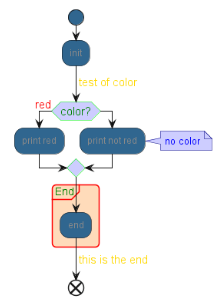 init
test of color
red
color?
print red
print not red
no color
End
end
this is the end